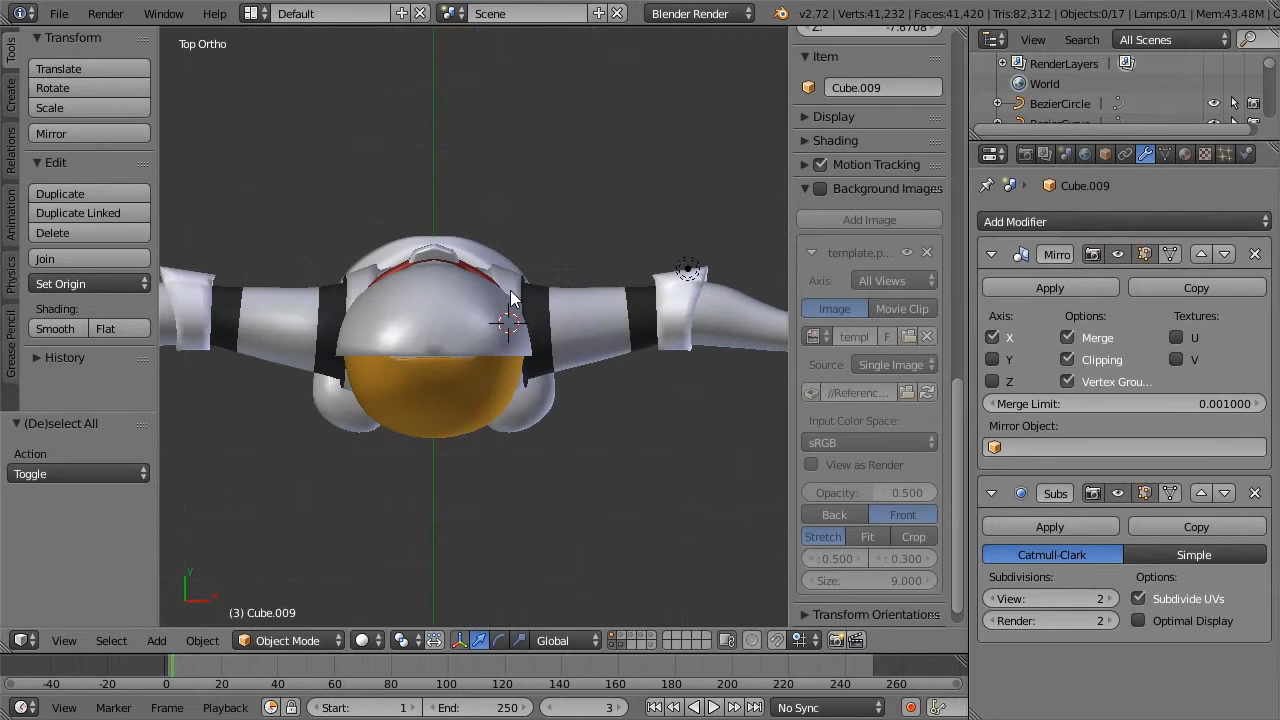 File Render Window Help Default Scene Blender Render v2.72 | Verts:41,232 | Faces:41,420 | Tris:82,312 | Objects:0/17 | Lamps:0/1 | Mem:43.48M
Tools
Create
Relations
Animation
Physics
Grease Pencil
Transform
Translate
Rotate
Scale
Mirror
Edit
Duplicate
Duplicate Linked
Delete
Join
Set Origin
Shading:
Smooth Flat
History
(De)select All
Action
Toggle
Top Ortho
y
x
(3) Cube.009
Z: -7.6708
Item
Cube.009
Display
Shading
Motion Tracking
Background Images
Add Image
template.p...
Axis: All Views
Image Movie Clip
templ F
Source Single Image
//Referenc...
Input Color Space:
sRGB
View as Render
Opacity: 0.500
Back Front
Stretch Fit Crop
: 0.500 : 0.300
Size: 9.000
Transform Orientations
View Search All Scenes
RenderLayers
World
BezierCircle
Cube.009
Add Modifier
Mirro
Apply Copy
Axis: Options: Textures:
X Merge U
Y Clipping V
Z Vertex Grou...
Merge Limit: 0.001000
Mirror Object:
Subs
Apply Copy
Catmull-Clark Simple
Subdivisions: Options:
View: 2 Subdivide UVs
Render: 2 Optimal Display
View Select Add Object Object Mode Global
-40 -20 0 20 40 60 80 100 120 140 160 180 200 220 240 260
View Marker Frame Playback Start: 1 End: 250 3 No Sync